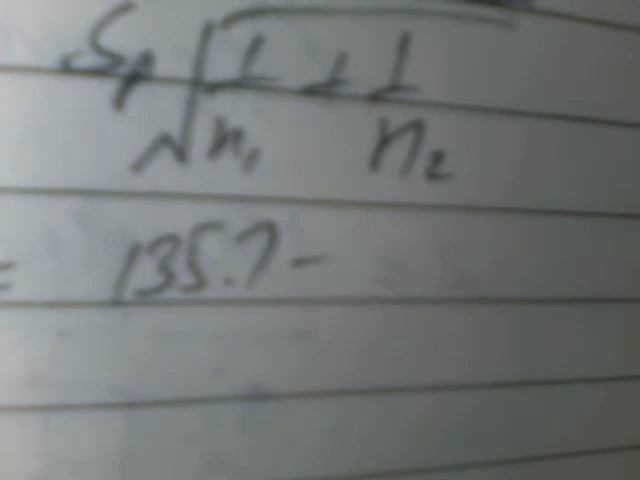 Sp √ 1/n₁ + 1/n₂
= 135.7 -